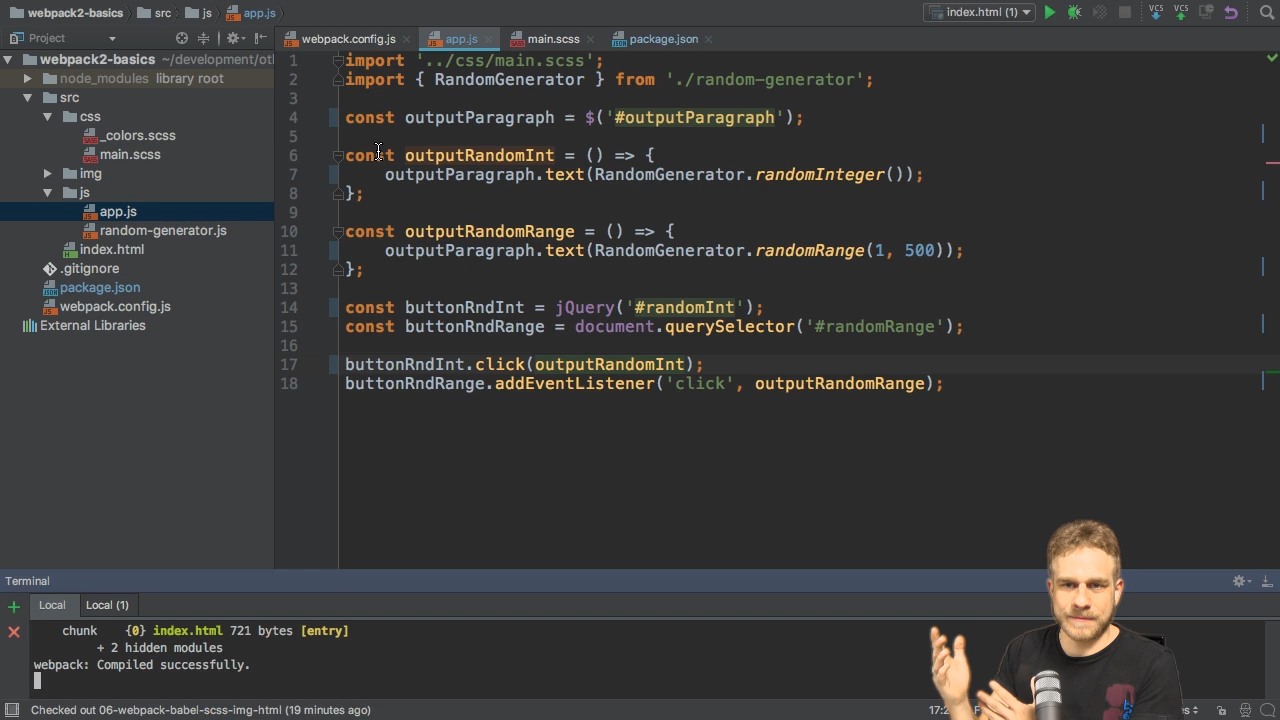 webpack2-basics src js app.js index.html (1) VCS VCS
Project
webpack.config.js app.js main.scss package.json
webpack2-basics ~/development/otl
node_modules library root
src
css
_colors.scss
main.scss
img
js
app.js
random-generator.js
index.html
.gitignore
package.json
webpack.config.js
External Libraries
1 import '../css/main.scss';
2 import { RandomGenerator } from './random-generator';
3
4 const outputParagraph = $('#outputParagraph');
5
6 const outputRandomInt = () => {
7 outputParagraph.text(RandomGenerator.randomInteger());
8 };
9
10 const outputRandomRange = () => {
11 outputParagraph.text(RandomGenerator.randomRange(1, 500));
12 };
13
14 const buttonRndInt = jQuery('#randomInt');
15 const buttonRndRange = document.querySelector('#randomRange');
16
17 buttonRndInt.click(outputRandomInt);
18 buttonRndRange.addEventListener('click', outputRandomRange);
Terminal
Local Local (1)
chunk {0} index.html 721 bytes [entry]
+ 2 hidden modules
webpack: Compiled successfully.
Checked out 06-webpack-babel-scss-img-html (19 minutes ago)